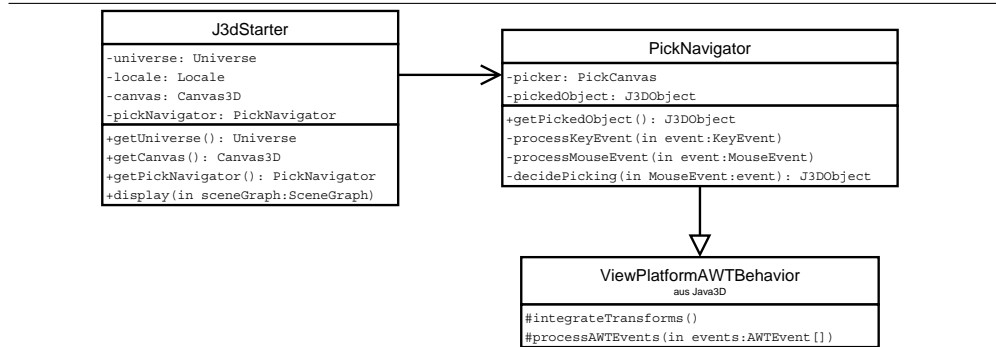 J3dStarter
-universe: Universe
-locale: Locale
-canvas: Canvas3D
-pickNavigator: PickNavigator
+getUniverse(): Universe
+getCanvas(): Canvas3D
+getPickNavigator(): PickNavigator
+display(in sceneGraph:SceneGraph)
PickNavigator
-picker: PickCanvas
-pickedObject: J3DObject
+getPickedObject(): J3DObject
-processKeyEvent(in event:KeyEvent)
-processMouseEvent(in event:MouseEvent)
-decidePicking(in MouseEvent:event): J3DObject
ViewPlatformAWTBehavior
aus Java3D
#integrateTransforms()
#processAWTEvents(in events:AWTEvent[])